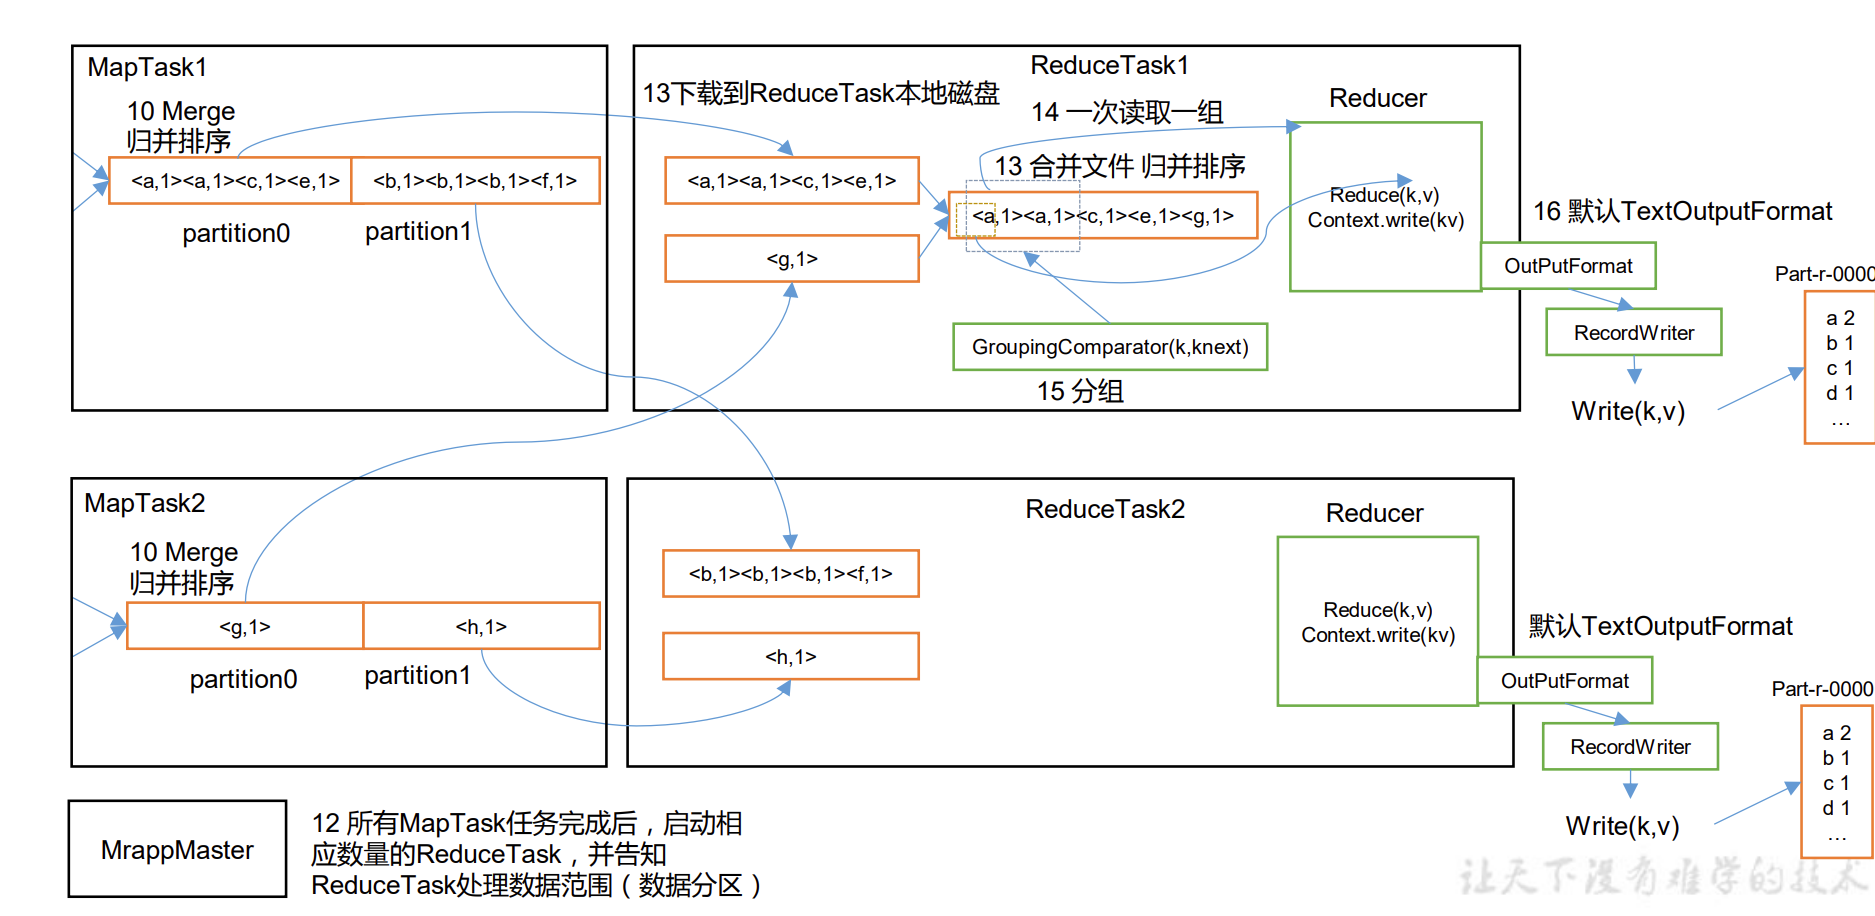 MapTask1
10 Merge
归并排序
<a,1><a,1><c,1><e,1>
<b,1><b,1><b,1><f,1>
partition0
partition1
ReduceTask1
13下载到ReduceTask本地磁盘
14 一次读取一组
Reducer
13 合并文件 归并排序
<a,1><a,1><c,1><e,1>
<a,1><a,1><c,1><e,1><g,1>
<g,1>
Reduce(k,v)
Context.write(kv)
GroupingComparator(k,knext)
15 分组
16 默认TextOutputFormat
OutPutFormat
RecordWriter
Write(k,v)
Part-r-0000
a 2
b 1
c 1
d 1
…
MapTask2
10 Merge
归并排序
<g,1>
<h,1>
partition0
partition1
ReduceTask2
Reducer
<b,1><b,1><b,1><f,1>
<h,1>
Reduce(k,v)
Context.write(kv)
默认TextOutputFormat
OutPutFormat
RecordWriter
Write(k,v)
Part-r-0000
a 2
b 1
c 1
d 1
…
MrappMaster
12 所有MapTask任务完成后，启动相
应数量的ReduceTask，并告知
ReduceTask处理数据范围（数据分区）
让天下没有难学的技术